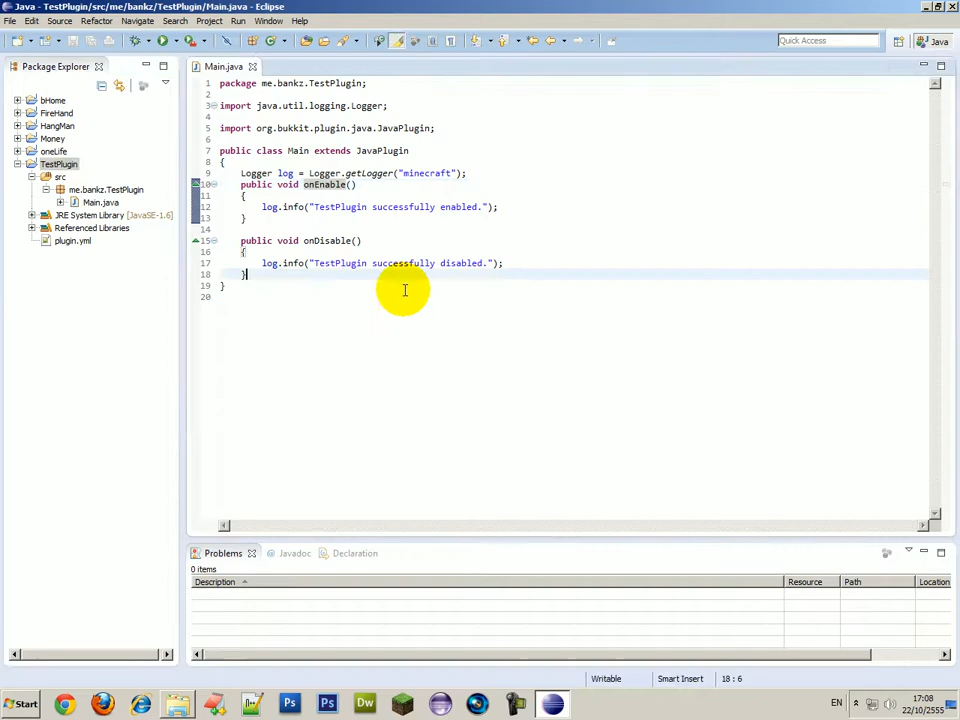 Java - TestPlugin/src/me/bankz/TestPlugin/Main.java - Eclipse
File Edit Source Refactor Navigate Search Project Run Window Help
Quick Access
Java
Package Explorer
bHome
FireHand
HangMan
Money
oneLife
TestPlugin
src
me.bankz.TestPlugin
Main.java
JRE System Library [JavaSE-1.6]
Referenced Libraries
plugin.yml
Main.java
1 package me.bankz.TestPlugin;
2
3 import java.util.logging.Logger;
4
5 import org.bukkit.plugin.java.JavaPlugin;
6
7 public class Main extends JavaPlugin
8 {
9 Logger log = Logger.getLogger("minecraft");
10 public void onEnable()
11 {
12 log.info("TestPlugin successfully enabled.");
13 }
14
15 public void onDisable()
16 {
17 log.info("TestPlugin successfully disabled.");
18 }
19 }
20
Problems Javadoc Declaration
0 items
Description Resource Path Location
Writable Smart Insert 18 : 6
Start
Ps Ps Dw
EN
17:08
22/10/2555